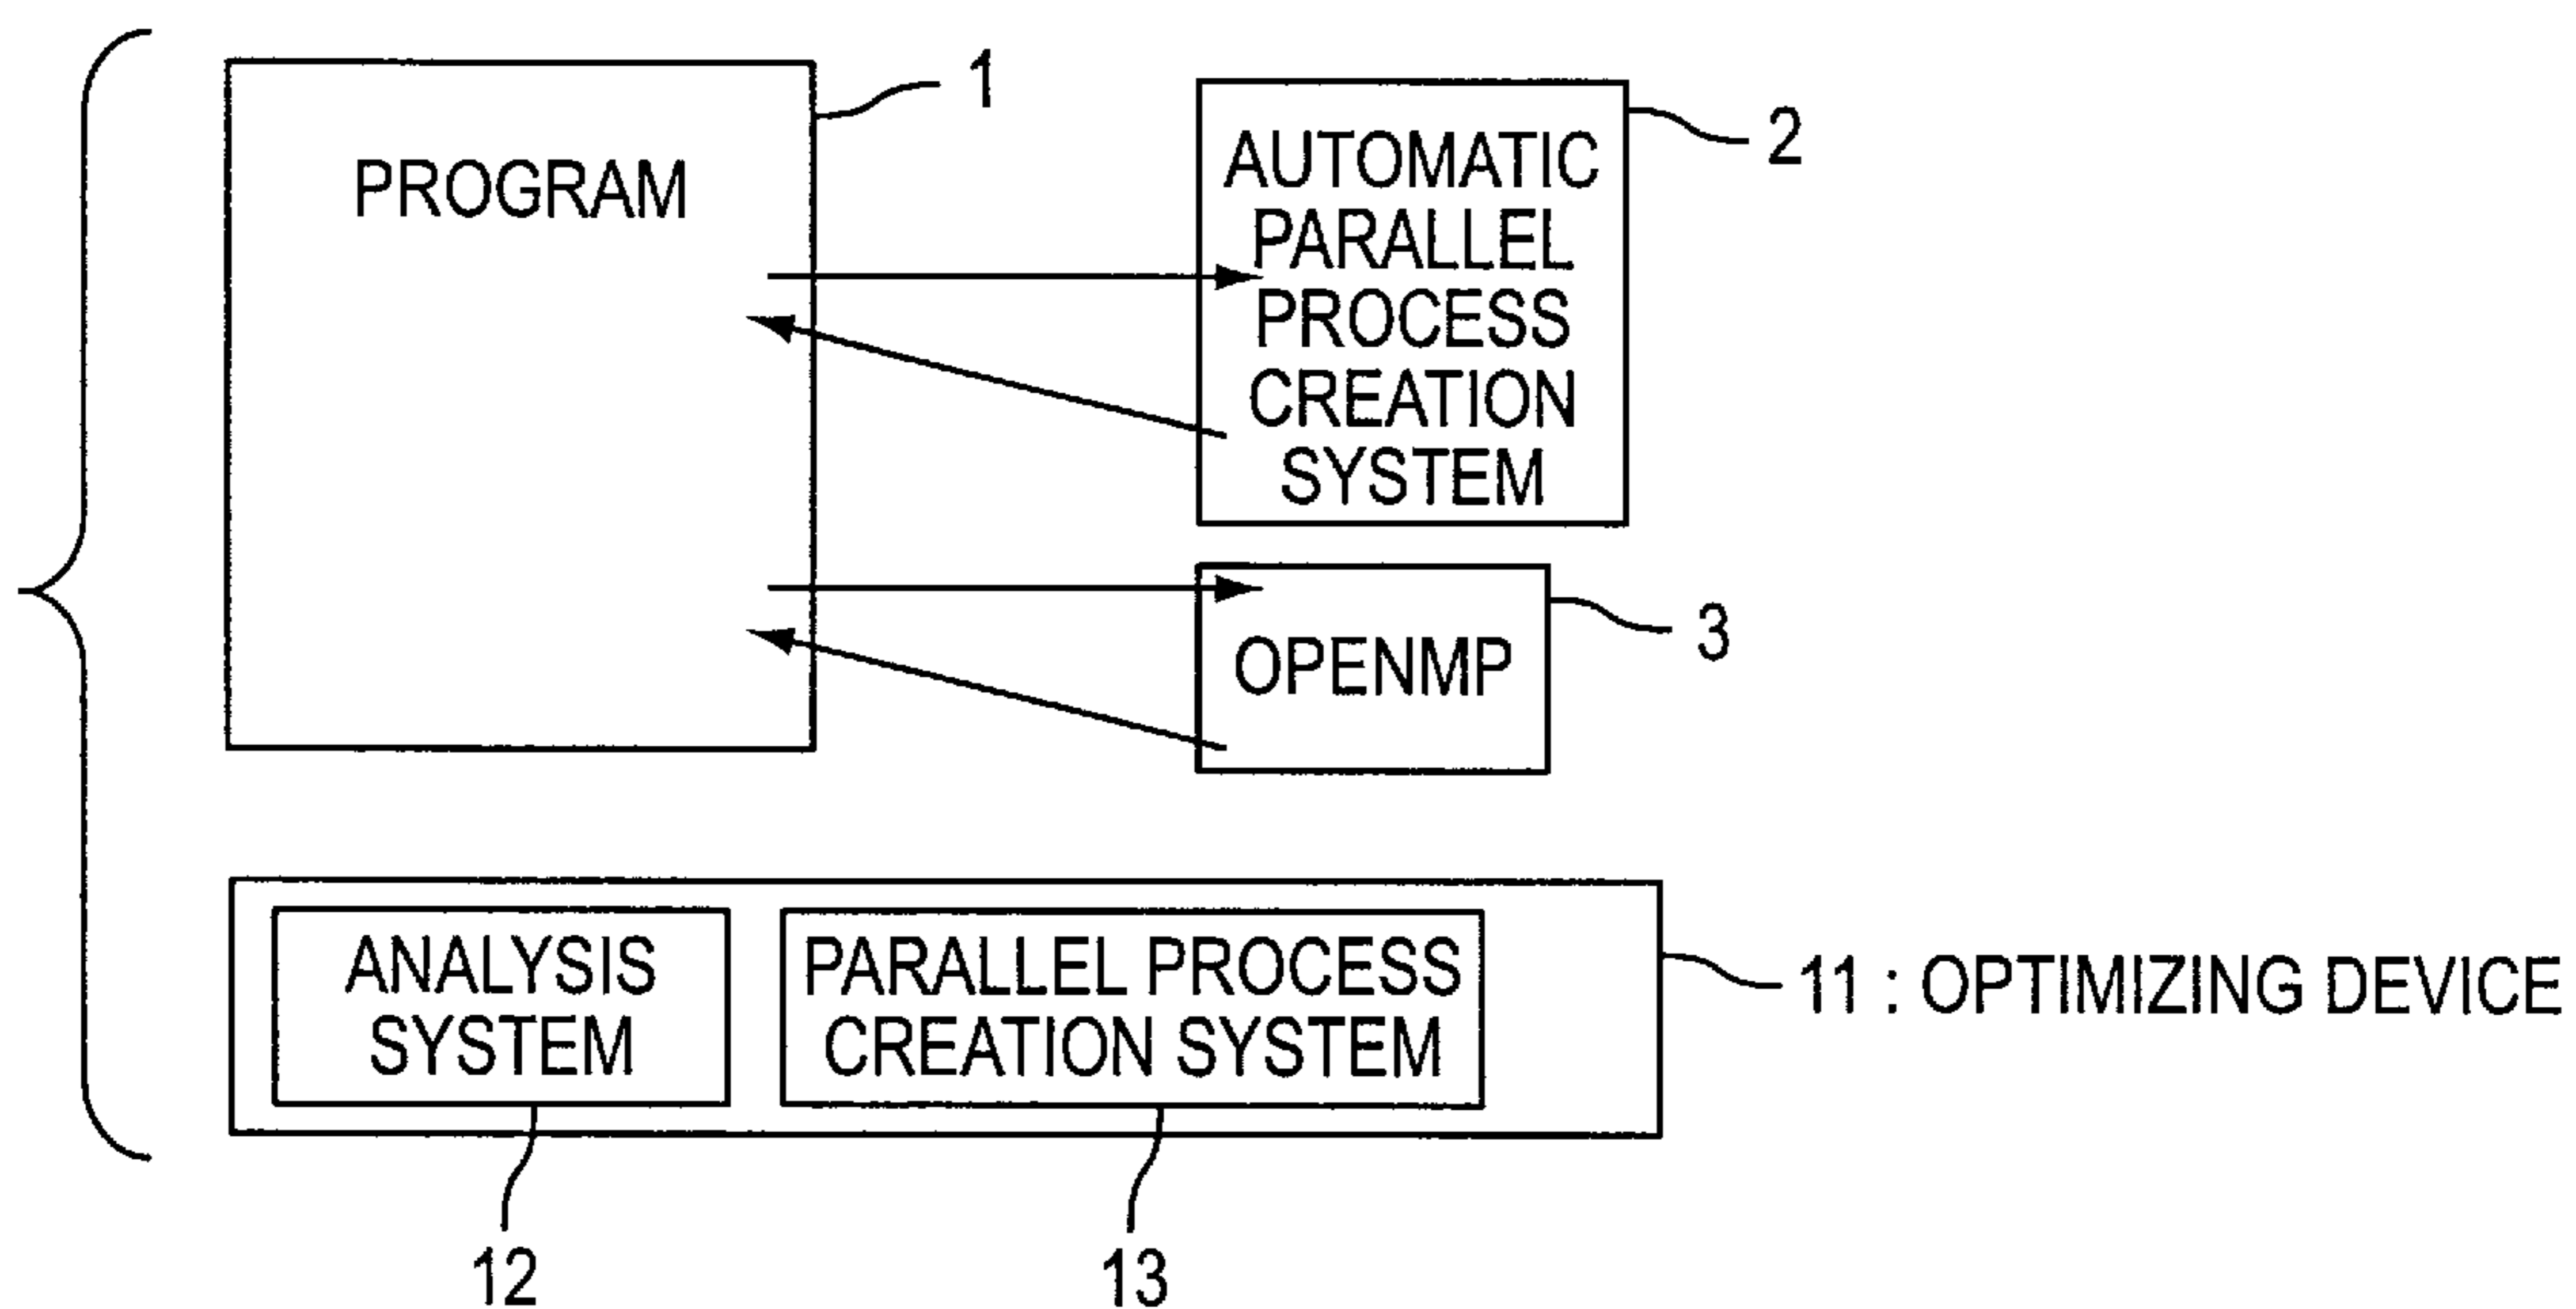 1
PROGRAM
2
AUTOMATIC
PARALLEL
PROCESS
CREATION
SYSTEM
3
OPENMP
ANALYSIS
SYSTEM
PARALLEL PROCESS
CREATION SYSTEM
11 : OPTIMIZING DEVICE
12
13